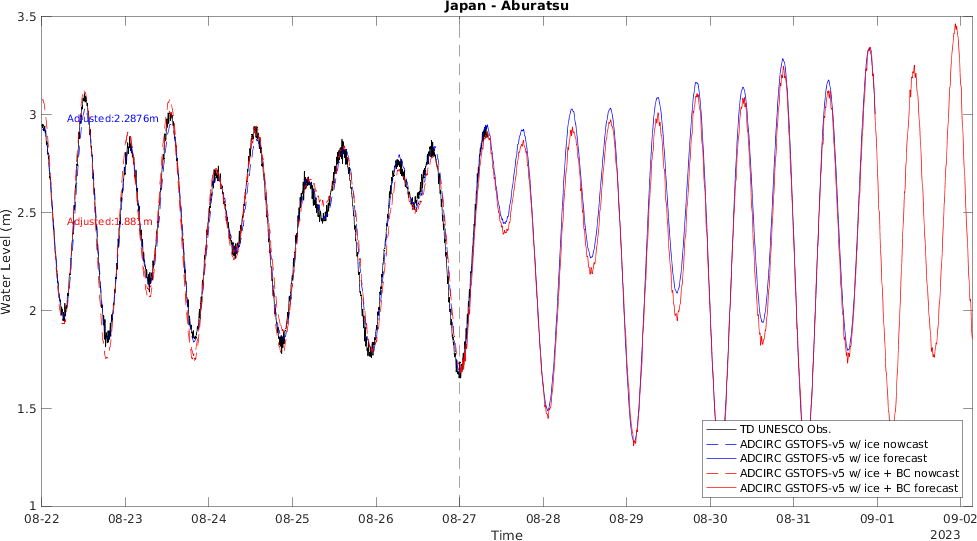 Japan - Aburatsu
3.5
3
2.5
2
1.5
1
Water Level (m)
Adjusted:2.2876m
Adjusted:1.883m
TD UNESCO Obs.
ADCIRC GSTOFS-v5 w/ ice nowcast
ADCIRC GSTOFS-v5 w/ ice forecast
ADCIRC GSTOFS-v5 w/ ice + BC nowcast
ADCIRC GSTOFS-v5 w/ ice + BC forecast
08-22 08-23 08-24 08-25 08-26 08-27 08-28 08-29 08-30 08-31 09-01 09-02
Time
2023